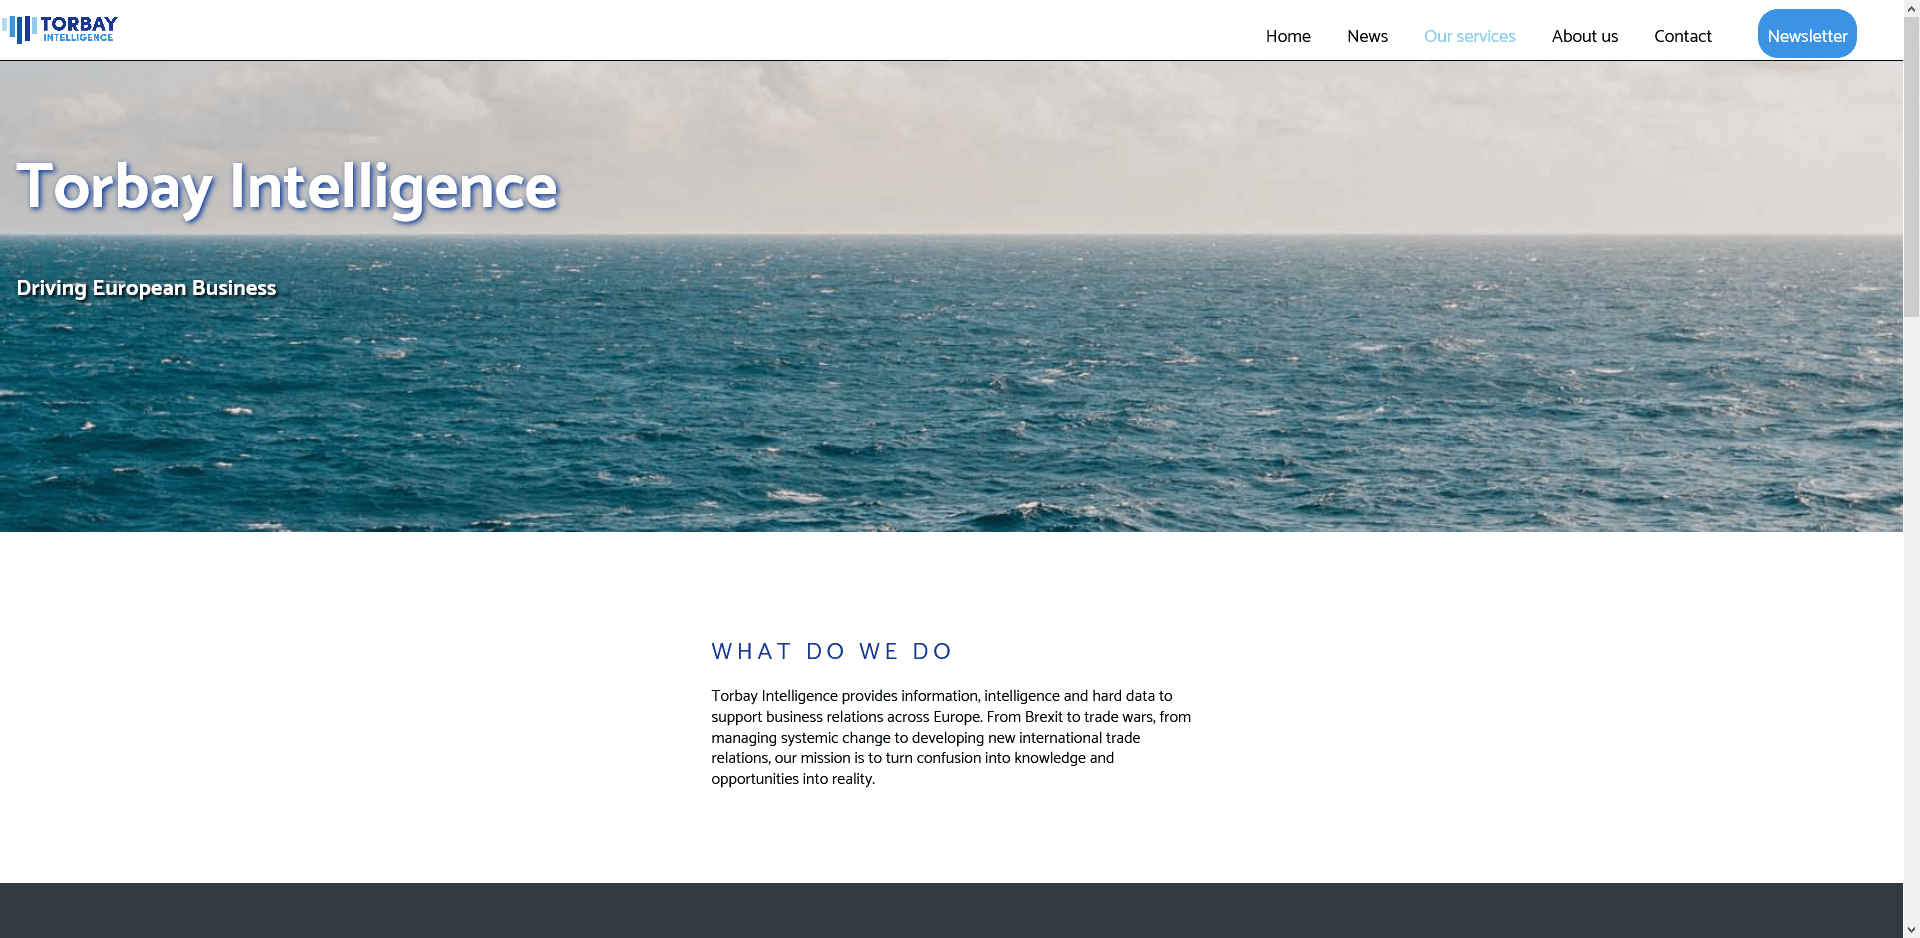 TORBAY
INTELLIGENCE
Home
News
Our services
About us
Contact
Newsletter
Torbay Intelligence
Driving European Business
WHAT DO WE DO
Torbay Intelligence provides information, intelligence and hard data to
support business relations across Europe. From Brexit to trade wars, from
managing systemic change to developing new international trade
relations, our mission is to turn confusion into knowledge and
opportunities into reality.